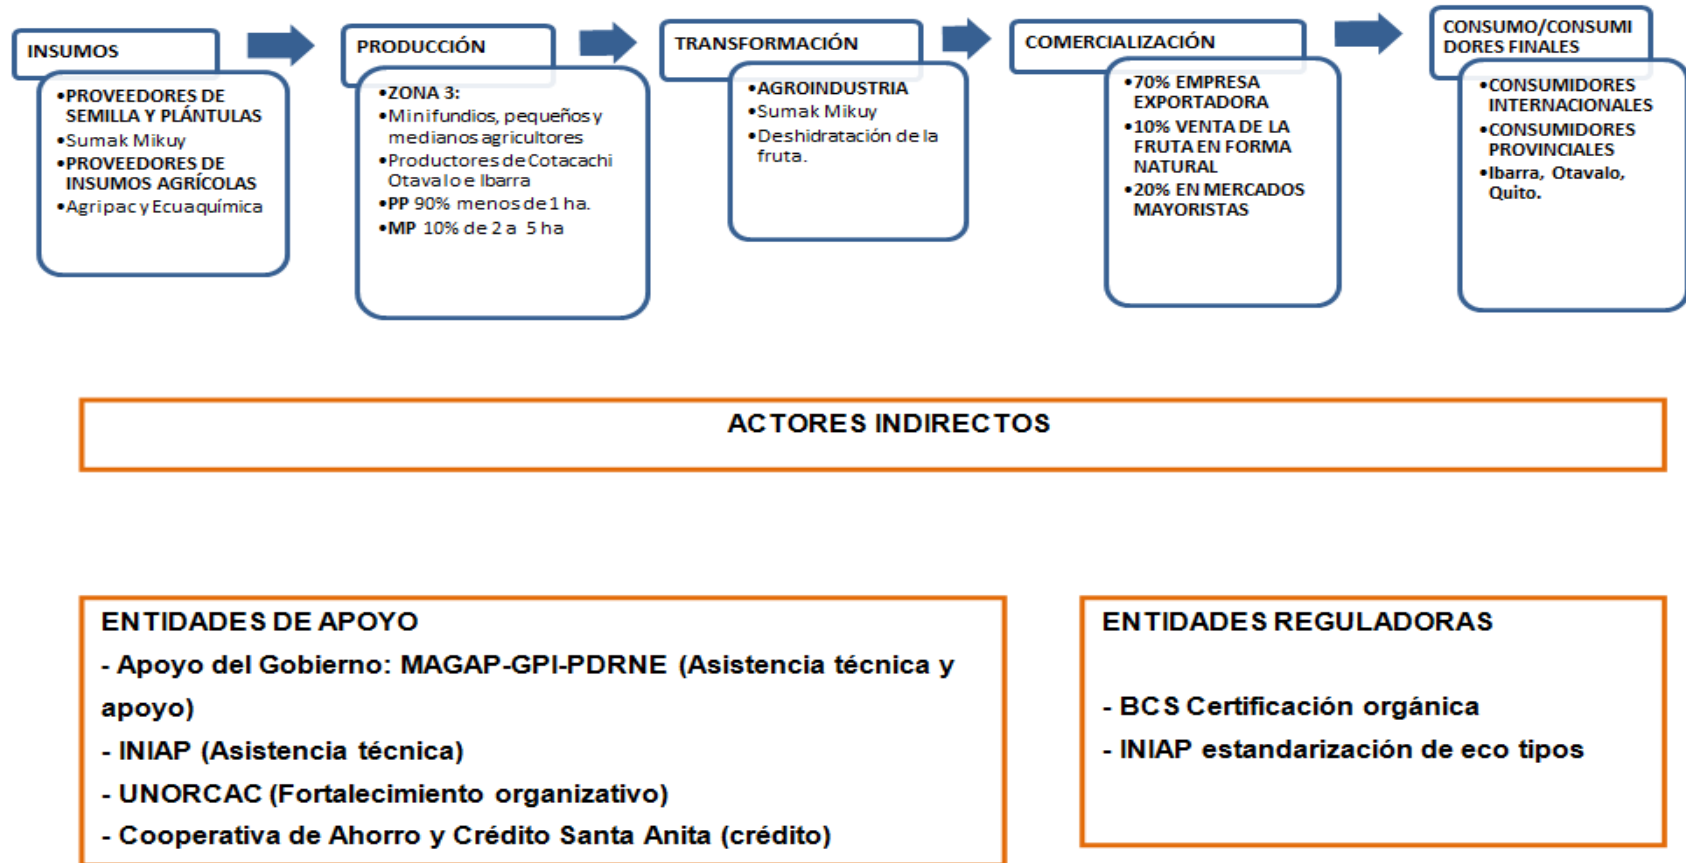 INSUMOS
•PROVEEDORES DE
SEMILLA Y PLÁNTULAS
•Sumak Mikuy
•PROVEEDORES DE
INSUMOS AGRÍCOLAS
•Agripac y Ecuaquímica
PRODUCCIÓN
•ZONA 3:
•Minifundios, pequeños y
medianos agricultores
•Productores de Cotacachi
Otavalo e Ibarra
•PP 90% menos de 1 ha.
•MP 10% de 2 a 5 ha
TRANSFORMACIÓN
•AGROINDUSTRIA
•Sumak Mikuy
•Deshidratación de la
fruta.
COMERCIALIZACIÓN
•70% EMPRESA
EXPORTADORA
•10% VENTA DE LA
FRUTA EN FORMA
NATURAL
•20% EN MERCADOS
MAYORISTAS
CONSUMO/CONSUMI
DORES FINALES
•CONSUMIDORES
INTERNACIONALES
•CONSUMIDORES
PROVINCIALES
•Ibarra, Otavalo,
Quito.
ACTORES INDIRECTOS
ENTIDADES DE APOYO
- Apoyo del Gobierno: MAGAP-GPI-PDRNE (Asistencia técnica y
apoyo)
- INIAP (Asistencia técnica)
- UNORCAC (Fortalecimiento organizativo)
- Cooperativa de Ahorro y Crédito Santa Anita (crédito)
ENTIDADES REGULADORAS
- BCS Certificación orgánica
- INIAP estandarización de eco tipos